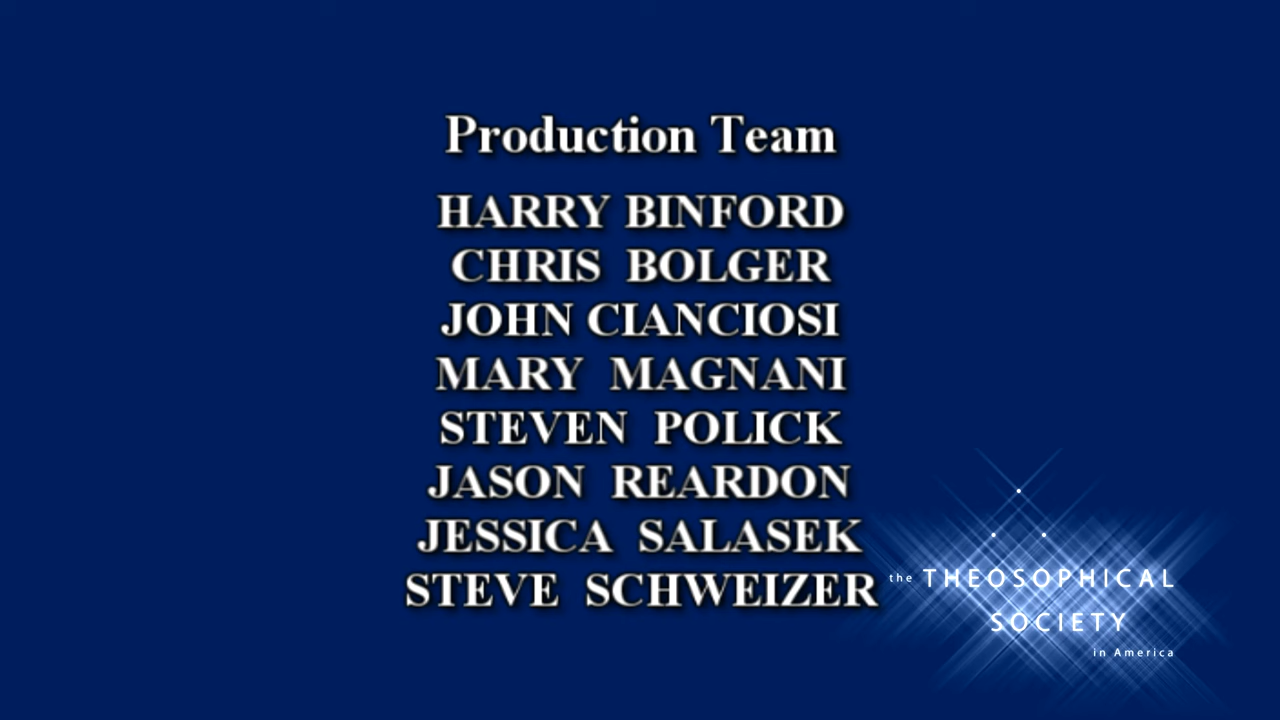 Production Team
HARRY BINFORD
CHRIS BOLGER
JOHN CIANCIOSI
MARY MAGNANI
STEVEN POLICK
JASON REARDON
JESSICA SALASEK
STEVE SCHWEIZER
the THEOSOPHICAL
SOCIETY
in America